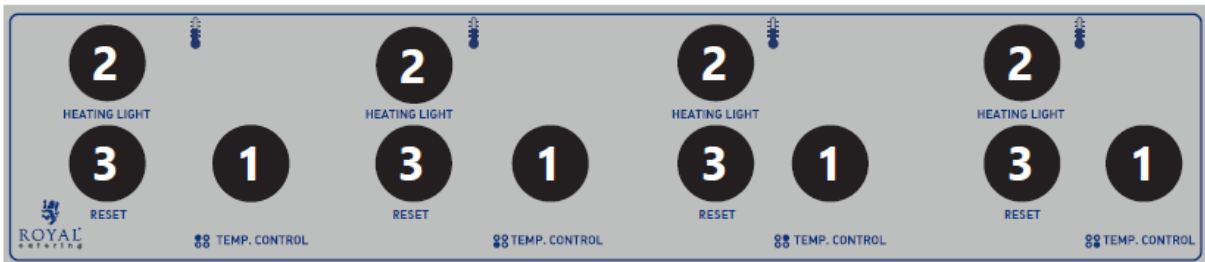 2 2 2 2
HEATING LIGHT HEATING LIGHT HEATING LIGHT HEATING LIGHT
3 1 3 1 3 1 3 1
RESET RESET RESET RESET
ROYAL
catering
TEMP. CONTROL TEMP. CONTROL TEMP. CONTROL TEMP. CONTROL